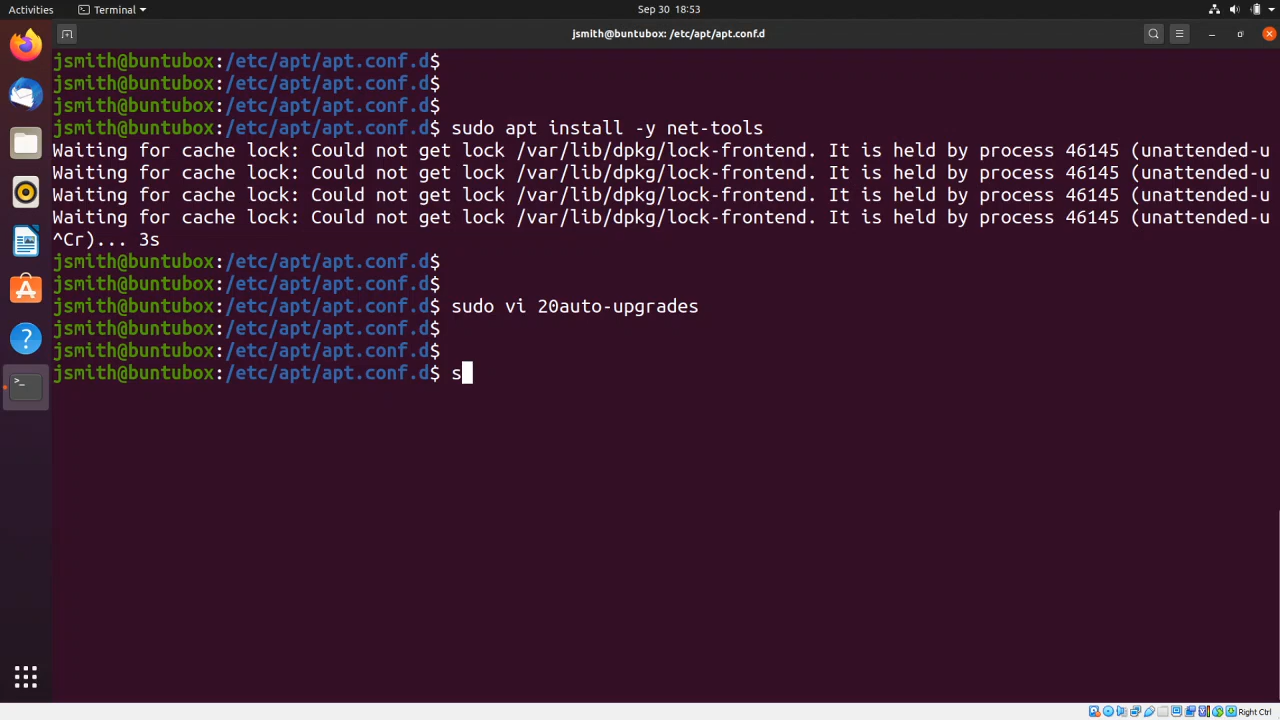 Activities Terminal Sep 30 18:53
jsmith@buntubox: /etc/apt/apt.conf.d
jsmith@buntubox:/etc/apt/apt.conf.d$
jsmith@buntubox:/etc/apt/apt.conf.d$
jsmith@buntubox:/etc/apt/apt.conf.d$
jsmith@buntubox:/etc/apt/apt.conf.d$ sudo apt install -y net-tools
Waiting for cache lock: Could not get lock /var/lib/dpkg/lock-frontend. It is held by process 46145 (unattended-u
Waiting for cache lock: Could not get lock /var/lib/dpkg/lock-frontend. It is held by process 46145 (unattended-u
Waiting for cache lock: Could not get lock /var/lib/dpkg/lock-frontend. It is held by process 46145 (unattended-u
Waiting for cache lock: Could not get lock /var/lib/dpkg/lock-frontend. It is held by process 46145 (unattended-u
^Cr)... 3s
jsmith@buntubox:/etc/apt/apt.conf.d$
jsmith@buntubox:/etc/apt/apt.conf.d$
jsmith@buntubox:/etc/apt/apt.conf.d$ sudo vi 20auto-upgrades
jsmith@buntubox:/etc/apt/apt.conf.d$
jsmith@buntubox:/etc/apt/apt.conf.d$
jsmith@buntubox:/etc/apt/apt.conf.d$ s
Right Ctrl